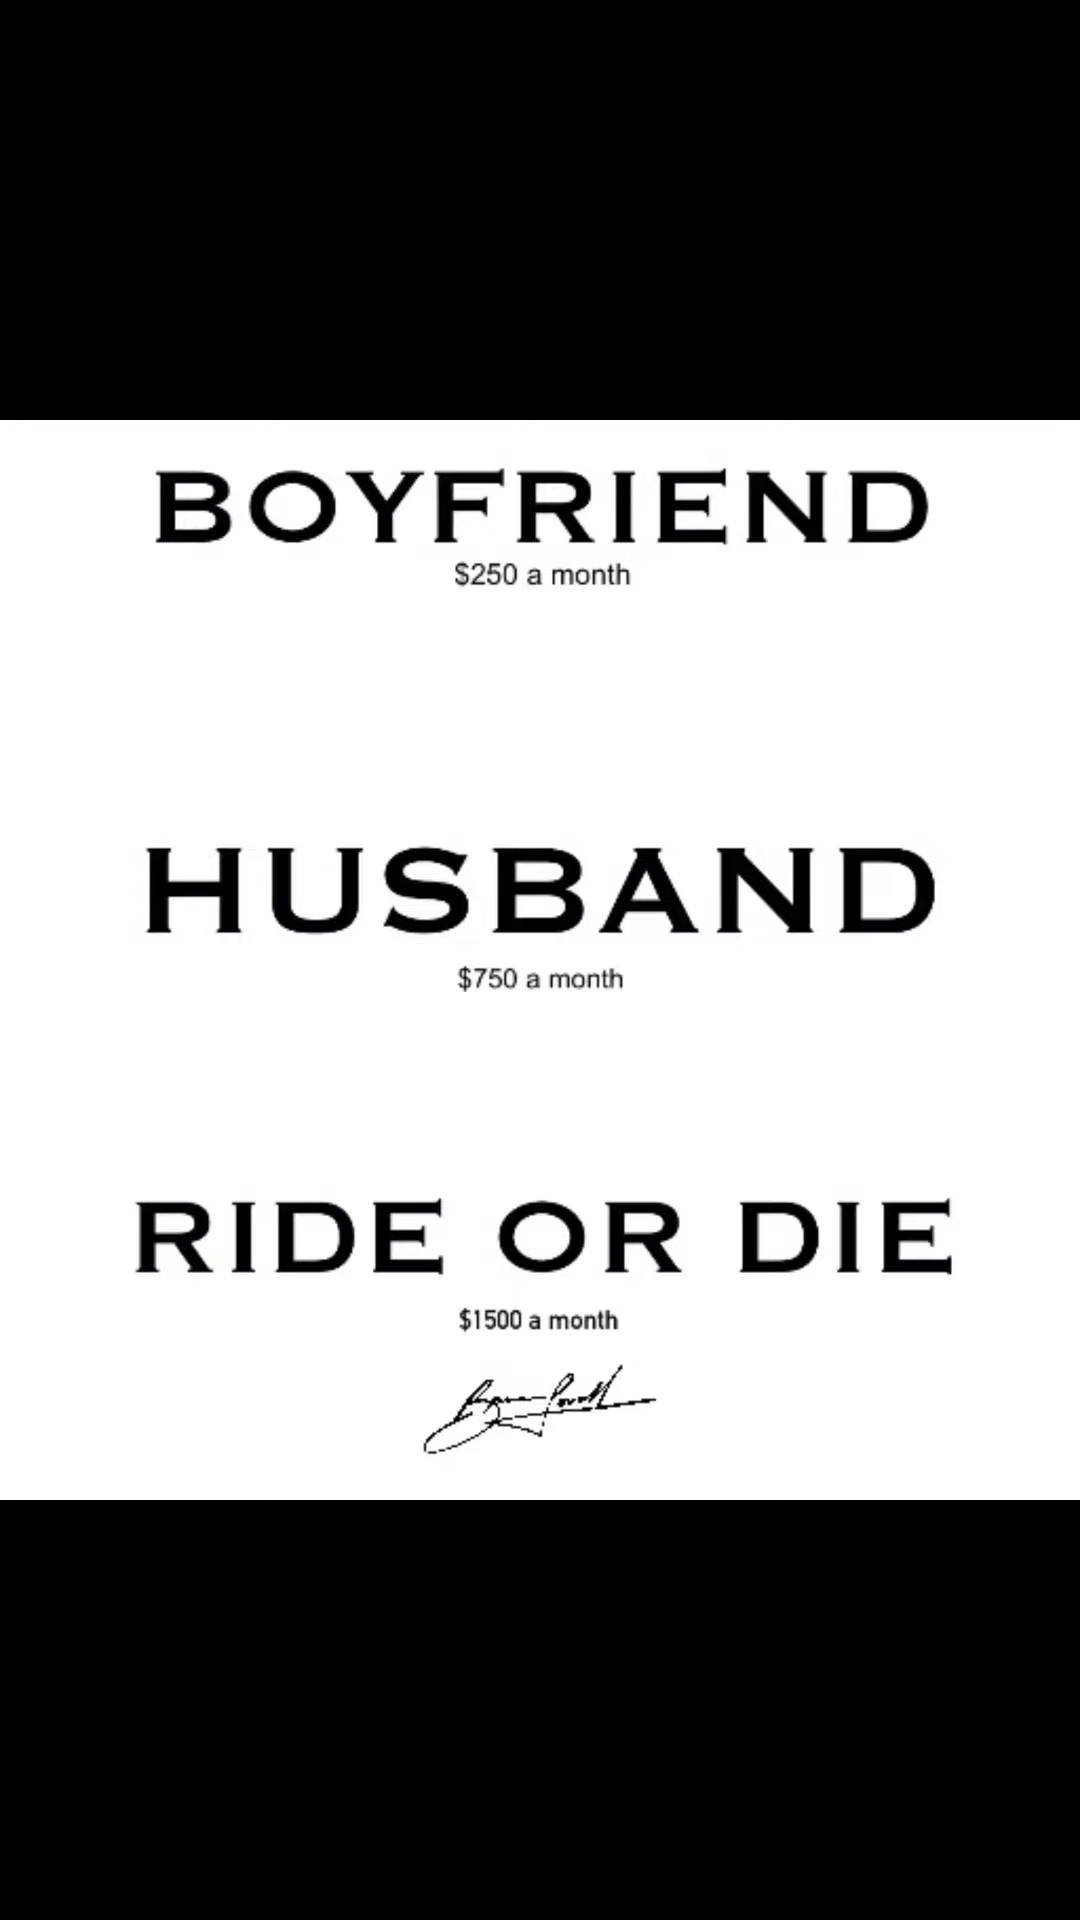 BOYFRIEND
$250 a month
HUSBAND
$750 a month
RIDE OR DIE
$1500 a month